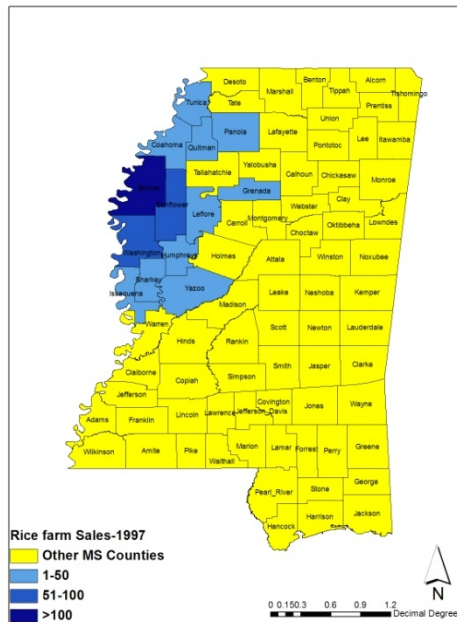 Desoto
Benton
Alcorn
Tippah
Marshall
Tishomingo
Tunica
Tate
Prentiss
Union
Panola
Lafayette
Lee
Itawamba
Coahoma
Quitman
Pontotoc
Yalobusha
Tallahatchie
Calhoun
Chickasaw
Monroe
Bolivar
Grenada
Sunflower
Leflore
Webster
Clay
Montgomery
Carroll
Lowndes
Choctaw
Oktibbeha
Washington
Humphreys
Holmes
Attala
Winston
Noxubee
Sharkey
Issaquena
Yazoo
Leake
Neshoba
Kemper
Madison
Warren
Scott
Newton
Lauderdale
Hinds
Rankin
Claiborne
Simpson
Smith
Jasper
Clarke
Copiah
Jefferson
Covington
Adams
Franklin
Lincoln
Lawrence
Jefferson_Davis
Jones
Wayne
Wilkinson
Amite
Pike
Marion
Lamar
Forrest
Perry
Greene
Walthall
George
Pearl_River
Stone
Hancock
Harrison
Jackson
Rice farm Sales-1997
Other MS Counties
1-50
51-100
>100
N
0 0.150.3 0.6 0.9 1.2
Decimal Degree